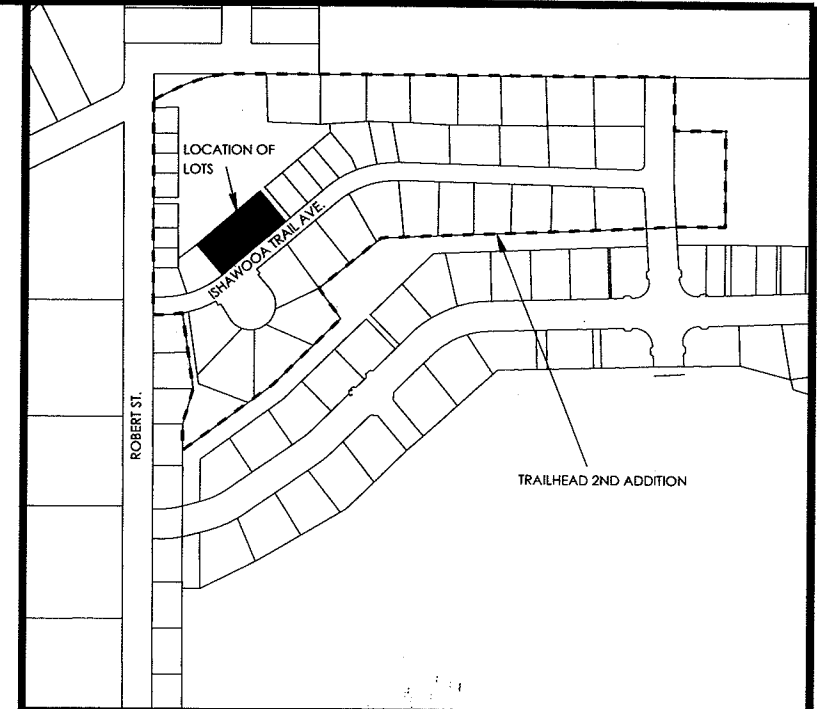 LOCATION OF
LOTS
ISHAWOOA TRAIL AVE.
ROBERT ST.
TRAILHEAD 2ND ADDITION